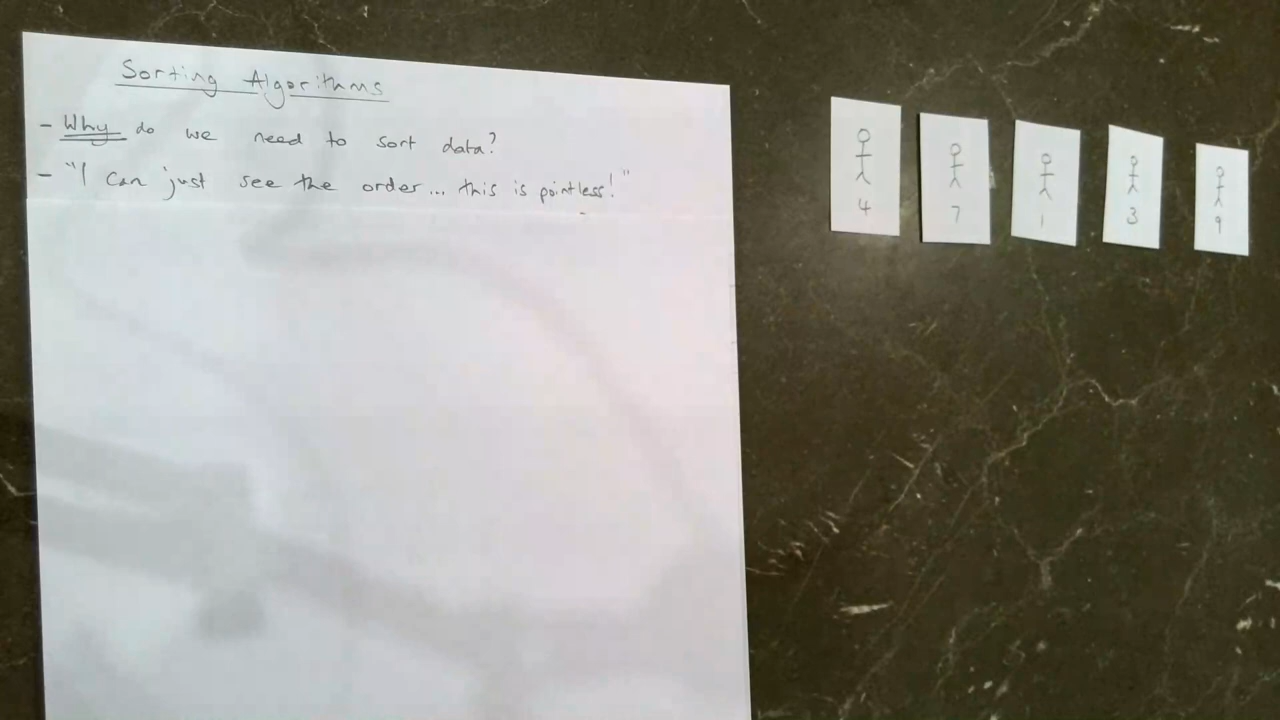 Sorting Algorithms
- Why do we need to sort data?
- "I can just see the order... this is pointless!"
4 7 1 3 9